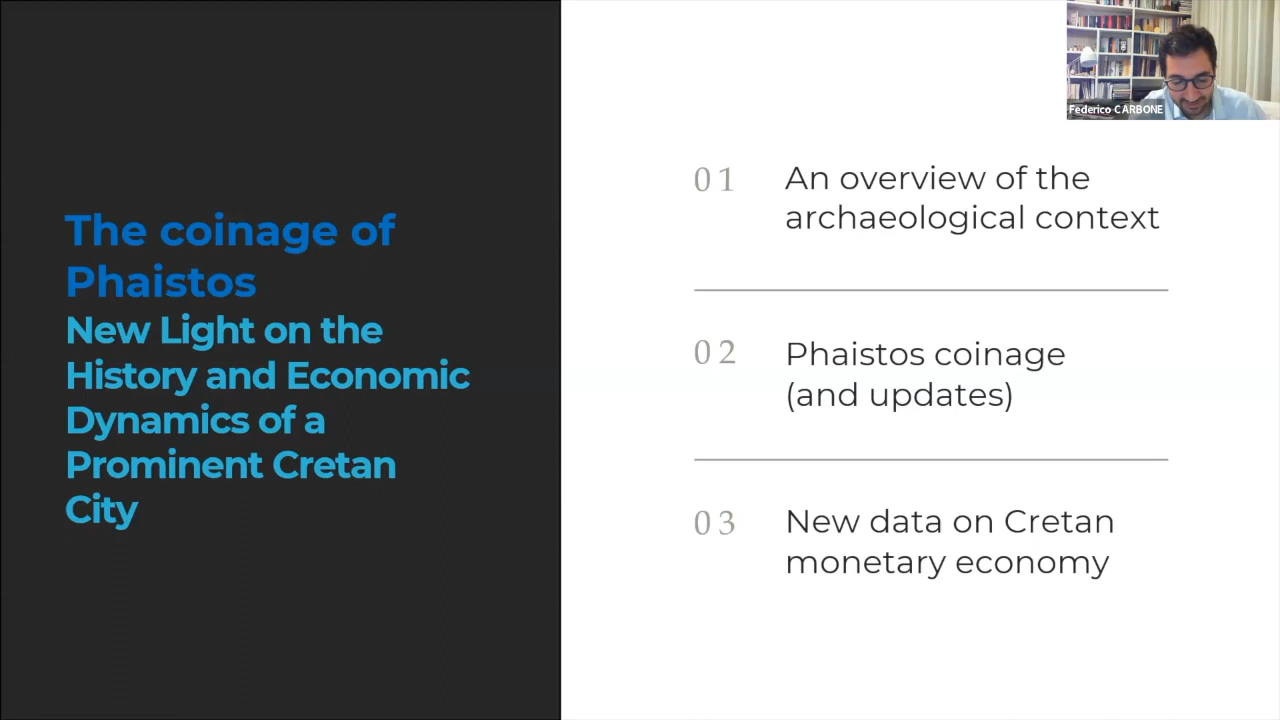 The coinage of
Phaistos
New Light on the
History and Economic
Dynamics of a
Prominent Cretan
City
01
An overview of the
archaeological context
02
Phaistos coinage
(and updates)
03
New data on Cretan
monetary economy
Federico CARBONE